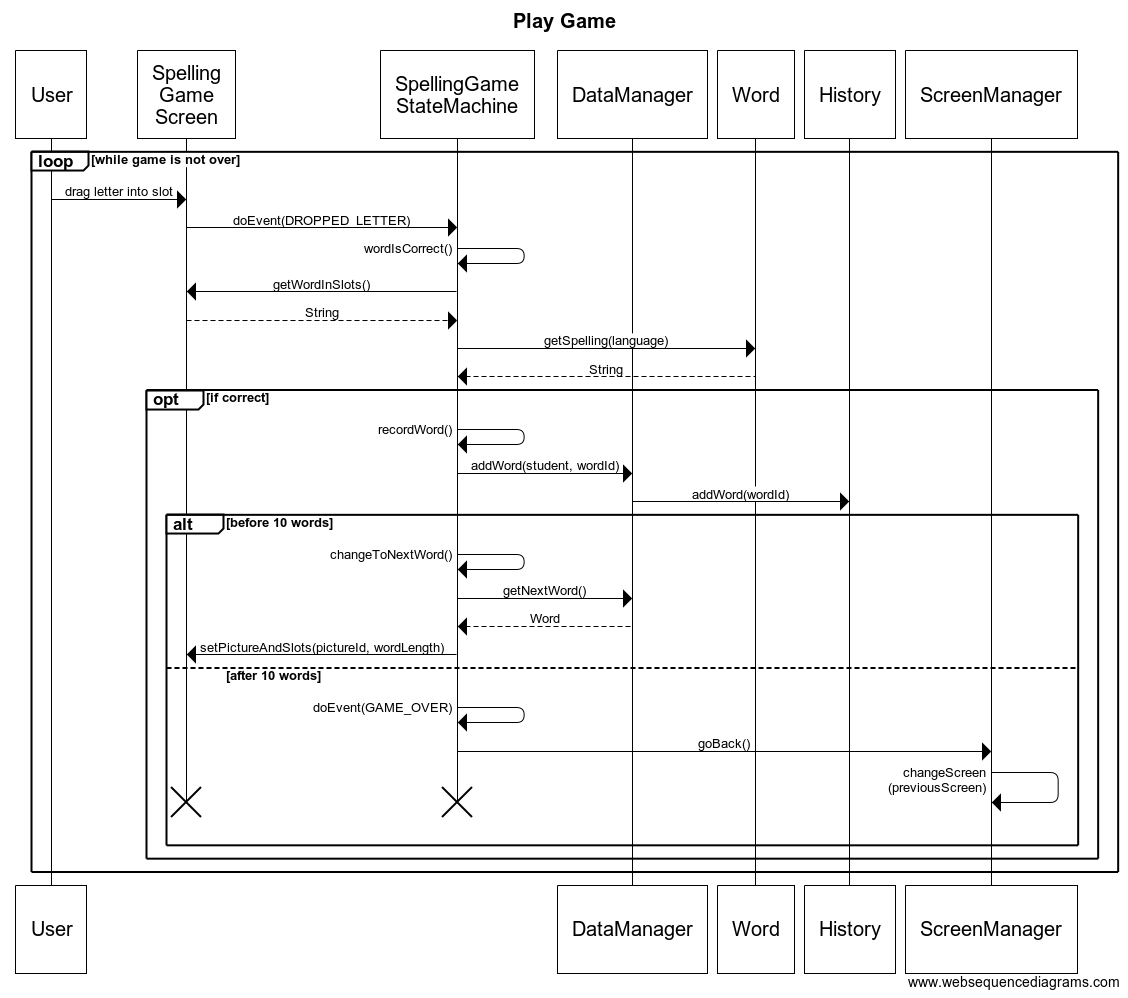 Play Game
User
Spelling
Game
Screen
SpellingGame
StateMachine
DataManager
Word
History
ScreenManager
loop
[while game is not over]
drag letter into slot
doEvent(DROPPED_LETTER)
wordIsCorrect()
getWordInSlots()
String
getSpelling(language)
String
opt
[if correct]
recordWord()
addWord(student, wordId)
addWord(wordId)
alt
[before 10 words]
changeToNextWord()
getNextWord()
Word
setPictureAndSlots(pictureId, wordLength)
[after 10 words]
doEvent(GAME_OVER)
goBack()
changeScreen
(previousScreen)
User
DataManager
Word
History
ScreenManager
www.websequencediagrams.com